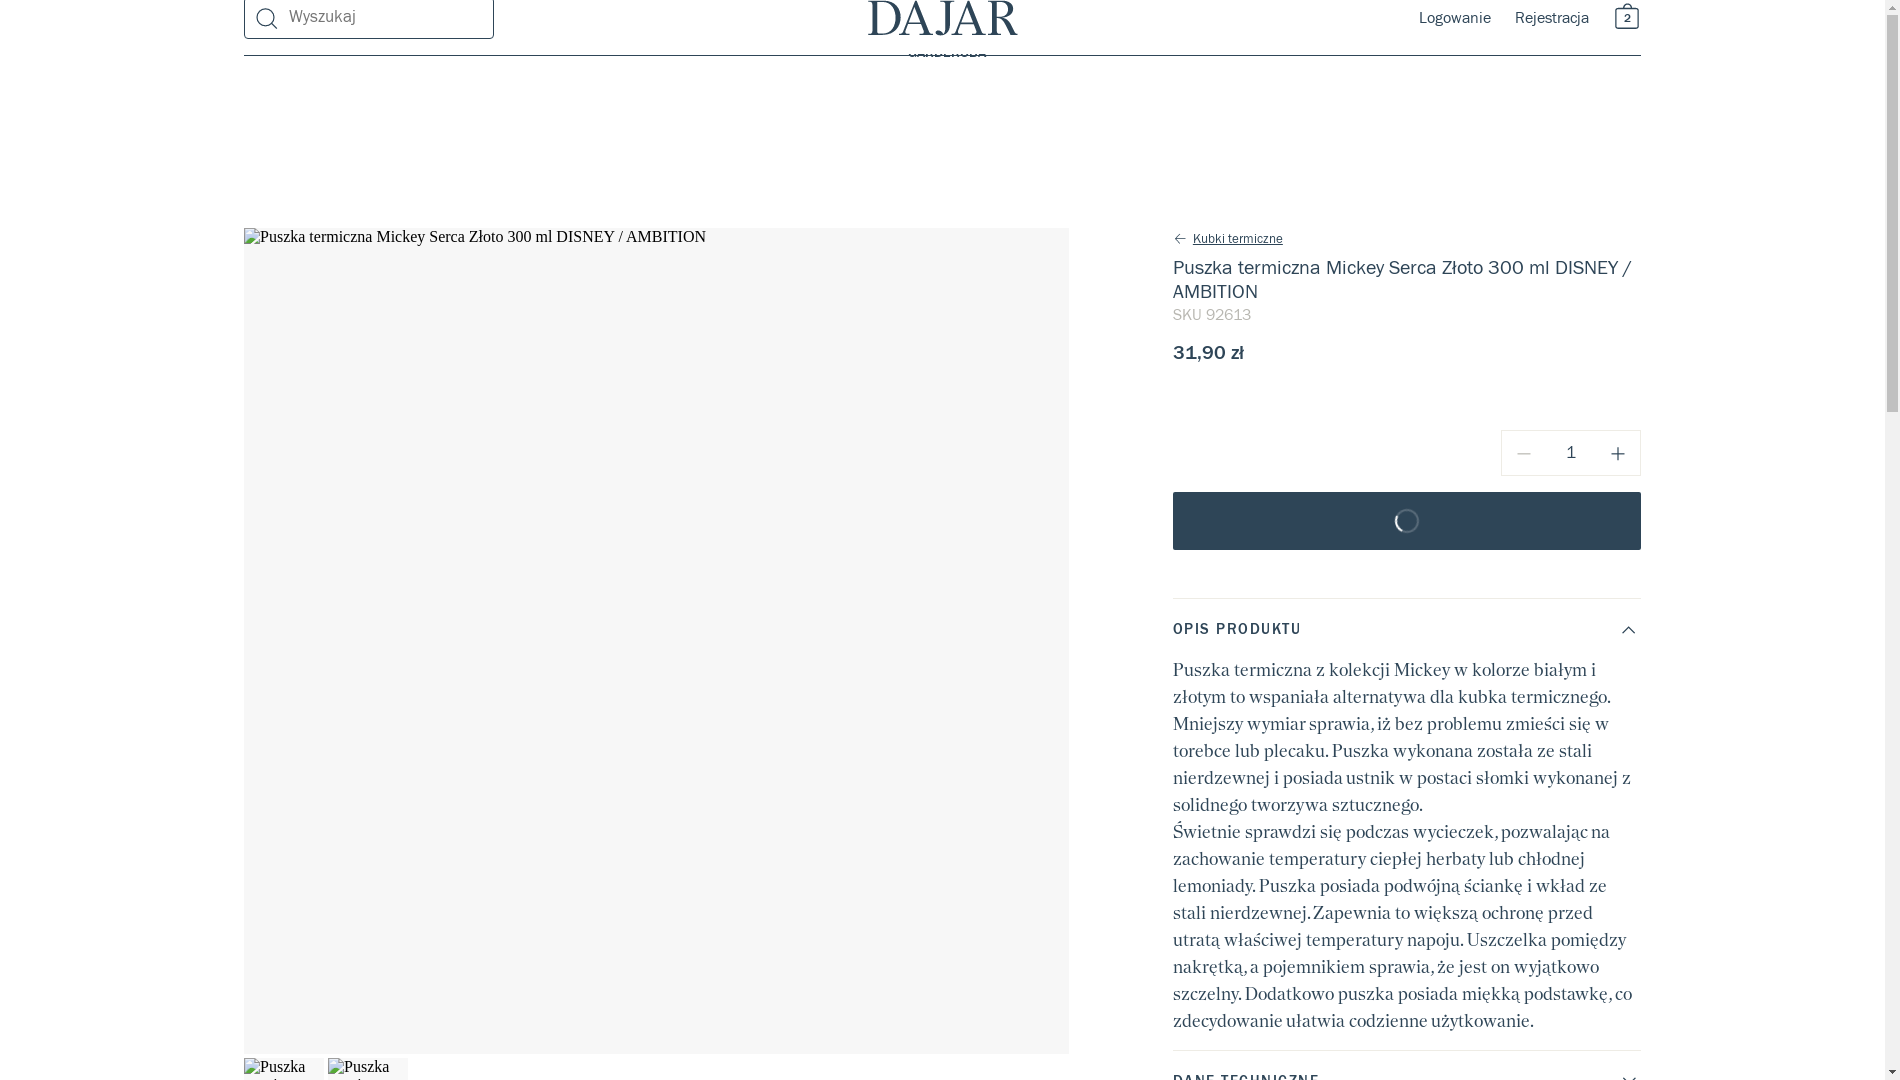 Wyszukaj
DAJAR
Logowanie
Rejestracja
2
Puszka termiczna Mickey Serca Złoto 300 ml DISNEY / AMBITION
Kubki termiczne
Puszka termiczna Mickey Serca Złoto 300 ml DISNEY /
AMBITION
SKU 92613
31,90 zł
1
OPIS PRODUKTU
Puszka termiczna z kolekcji Mickey w kolorze białym i
złotym to wspaniała alternatywa dla kubka termicznego.
Mniejszy wymiar sprawia, iż bez problemu zmieści się w
torebce lub plecaku. Puszka wykonana została ze stali
nierdzewnej i posiada ustnik w postaci słomki wykonanej z
solidnego tworzywa sztucznego.
Świetnie sprawdzi się podczas wycieczek, pozwalając na
zachowanie temperatury ciepłej herbaty lub chłodnej
lemoniady. Puszka posiada podwójną ściankę i wkład ze
stali nierdzewnej. Zapewnia to większą ochronę przed
utratą właściwej temperatury napoju. Uszczelka pomiędzy
nakrętką, a pojemnikiem sprawia, że jest on wyjątkowo
szczelny. Dodatkowo puszka posiada miękką podstawkę, co
zdecydowanie ułatwia codzienne użytkowanie.
Puszka
Puszka
DANE TECHNICZNE